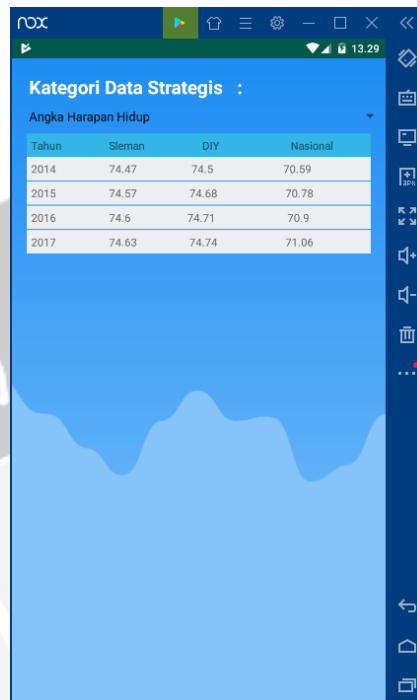 nox
13.29
Kategori Data Strategis :
Angka Harapan Hidup
Tahun Sleman DIY Nasional
2014 74.47 74.5 70.59
2015 74.57 74.68 70.78
2016 74.6 74.71 70.9
2017 74.63 74.74 71.06